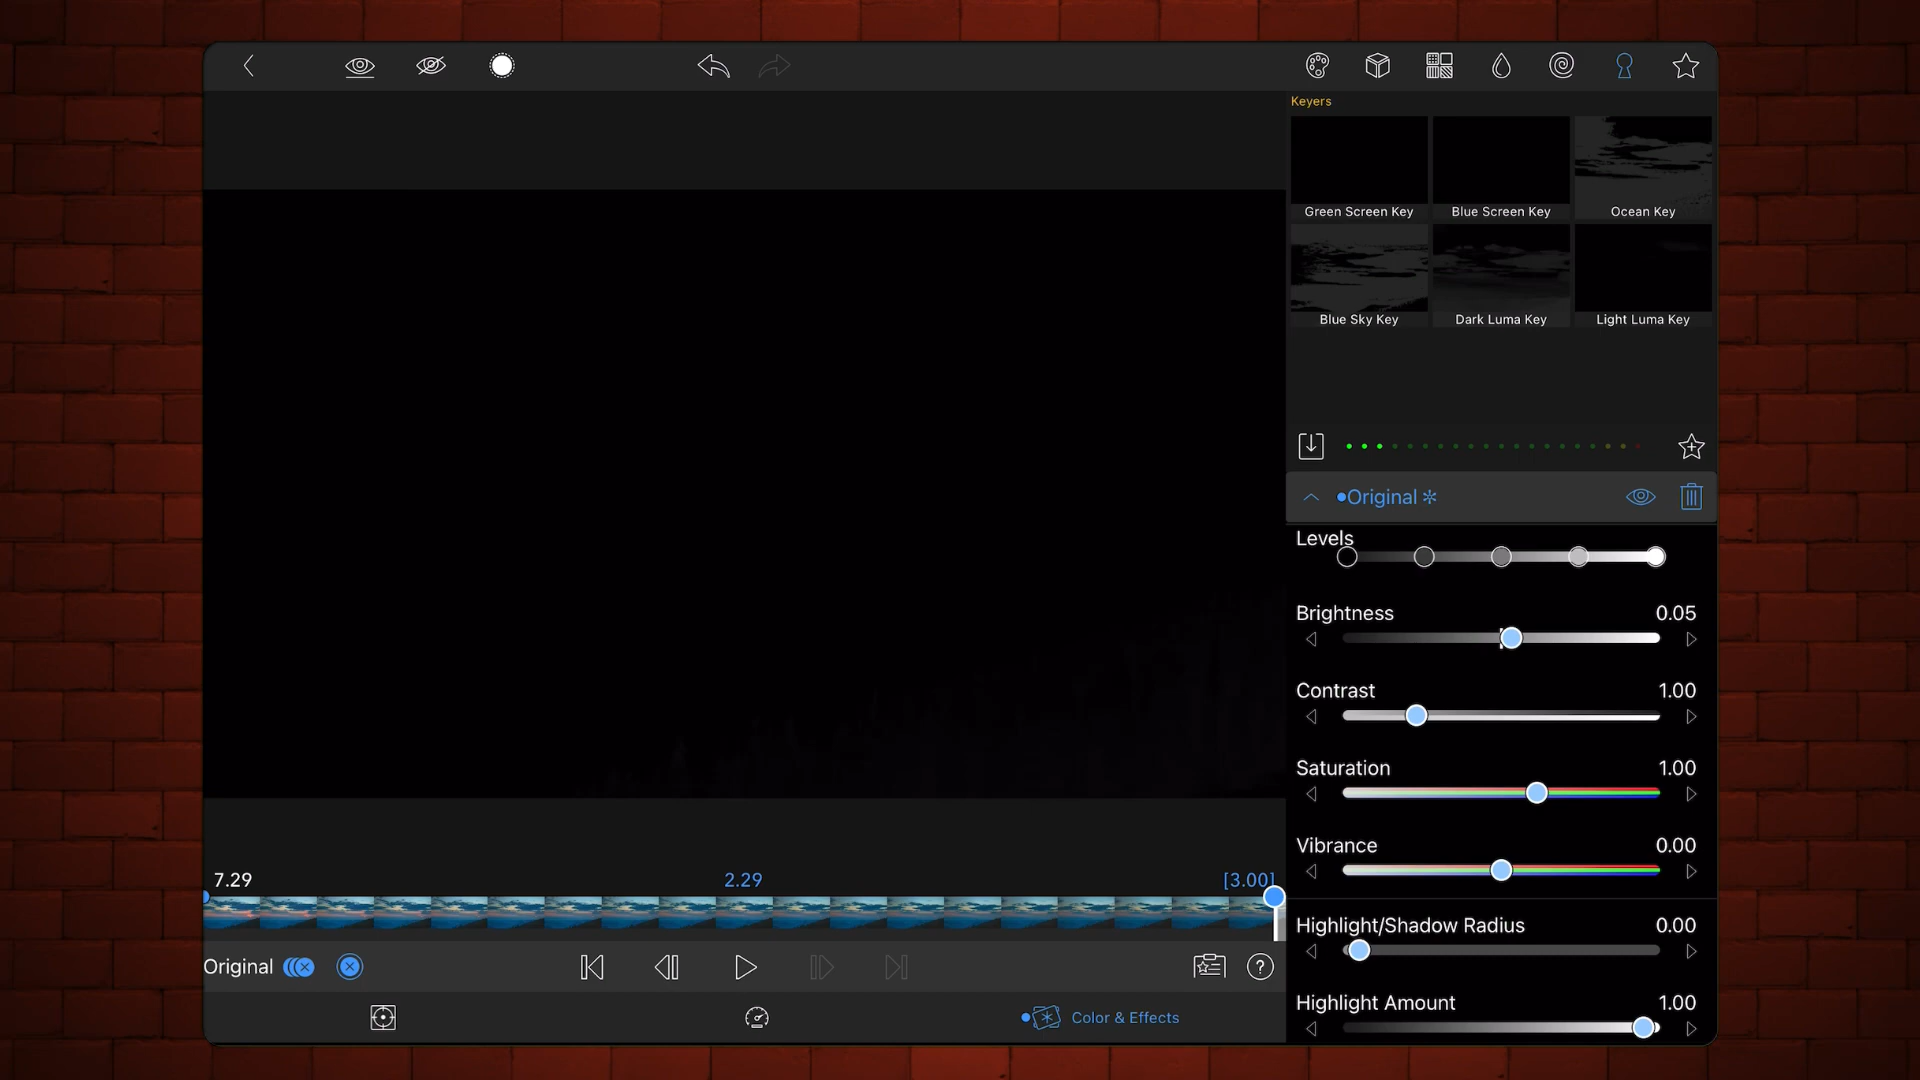 Keyers
Green Screen Key
Blue Screen Key
Ocean Key
Blue Sky Key
Dark Luma Key
Light Luma Key
Original
Levels
Brightness 0.05
Contrast 1.00
Saturation 1.00
Vibrance 0.00
Highlight/Shadow Radius 0.00
Highlight Amount 1.00
7.29 2.29 [3.00]
Original
?
Color & Effects